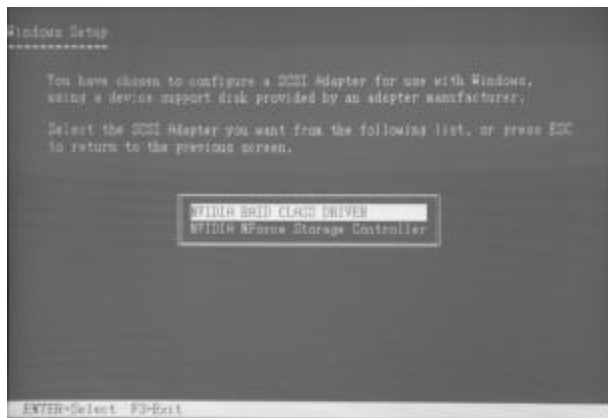 Windows Setup
You have chosen to configure a SCSI Adapter for use with Windows,
using a device support disk provided by an adapter manufacturer.
Select the SCSI Adapter you want from the following list, or press ESC
to return to the previous screen.
NVIDIA RAID CLASS DRIVER
NVIDIA NForce Storage Controller
ENTER=Select F3=Exit